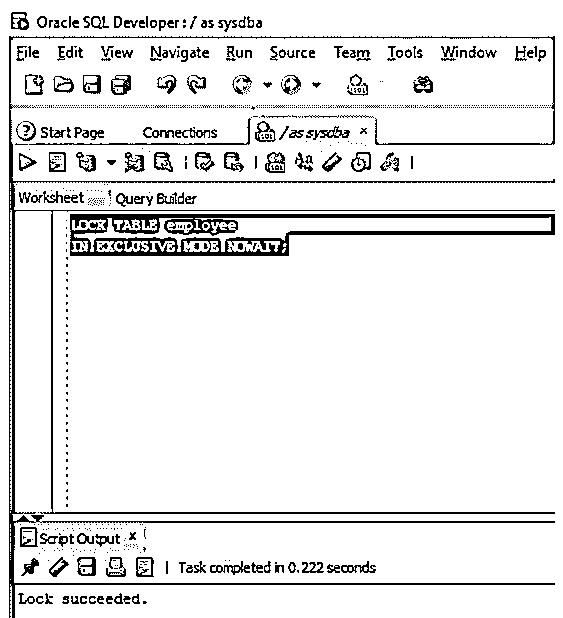 Oracle SQL Developer : / as sysdba
File Edit View Navigate Run Source Team Tools Window Help
Start Page Connections / as sysdba ×
Worksheet Query Builder
LOCK TABLE employee
IN EXCLUSIVE MODE NOWAIT;
Script Output ×
Task completed in 0.222 seconds
Lock succeeded.